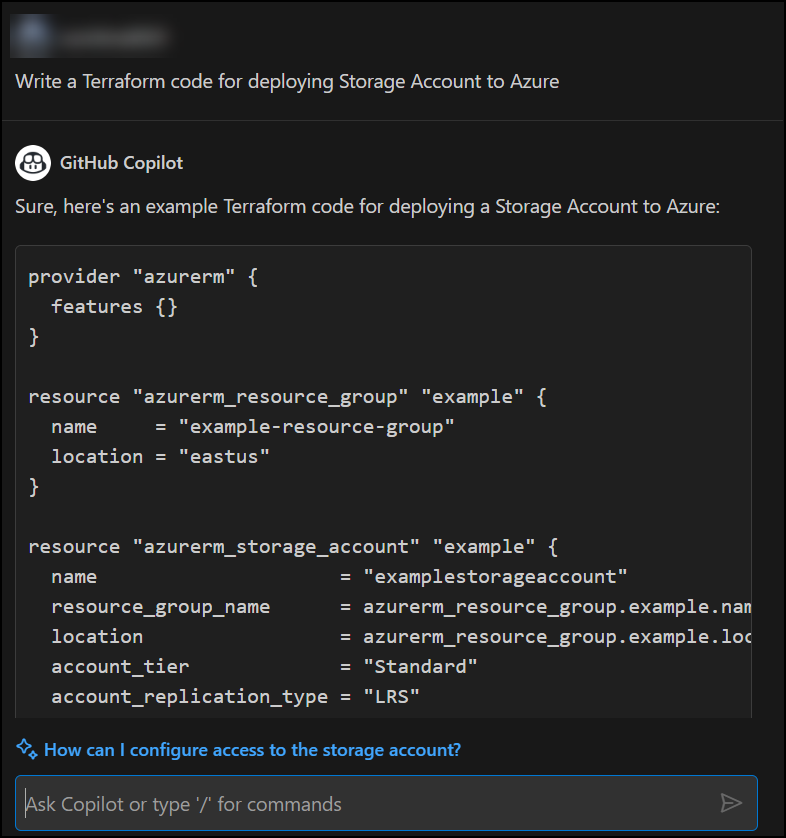 Write a Terraform code for deploying Storage Account to Azure
GitHub Copilot
Sure, here's an example Terraform code for deploying a Storage Account to Azure:
provider "azurerm" {
  features {}
}
resource "azurerm_resource_group" "example" {
  name     = "example-resource-group"
  location = "eastus"
}
resource "azurerm_storage_account" "example" {
  name                     = "examplestorageaccount"
  resource_group_name      = azurerm_resource_group.example.nam
  location                 = azurerm_resource_group.example.loc
  account_tier             = "Standard"
  account_replication_type = "LRS"
How can I configure access to the storage account?
Ask Copilot or type '/' for commands